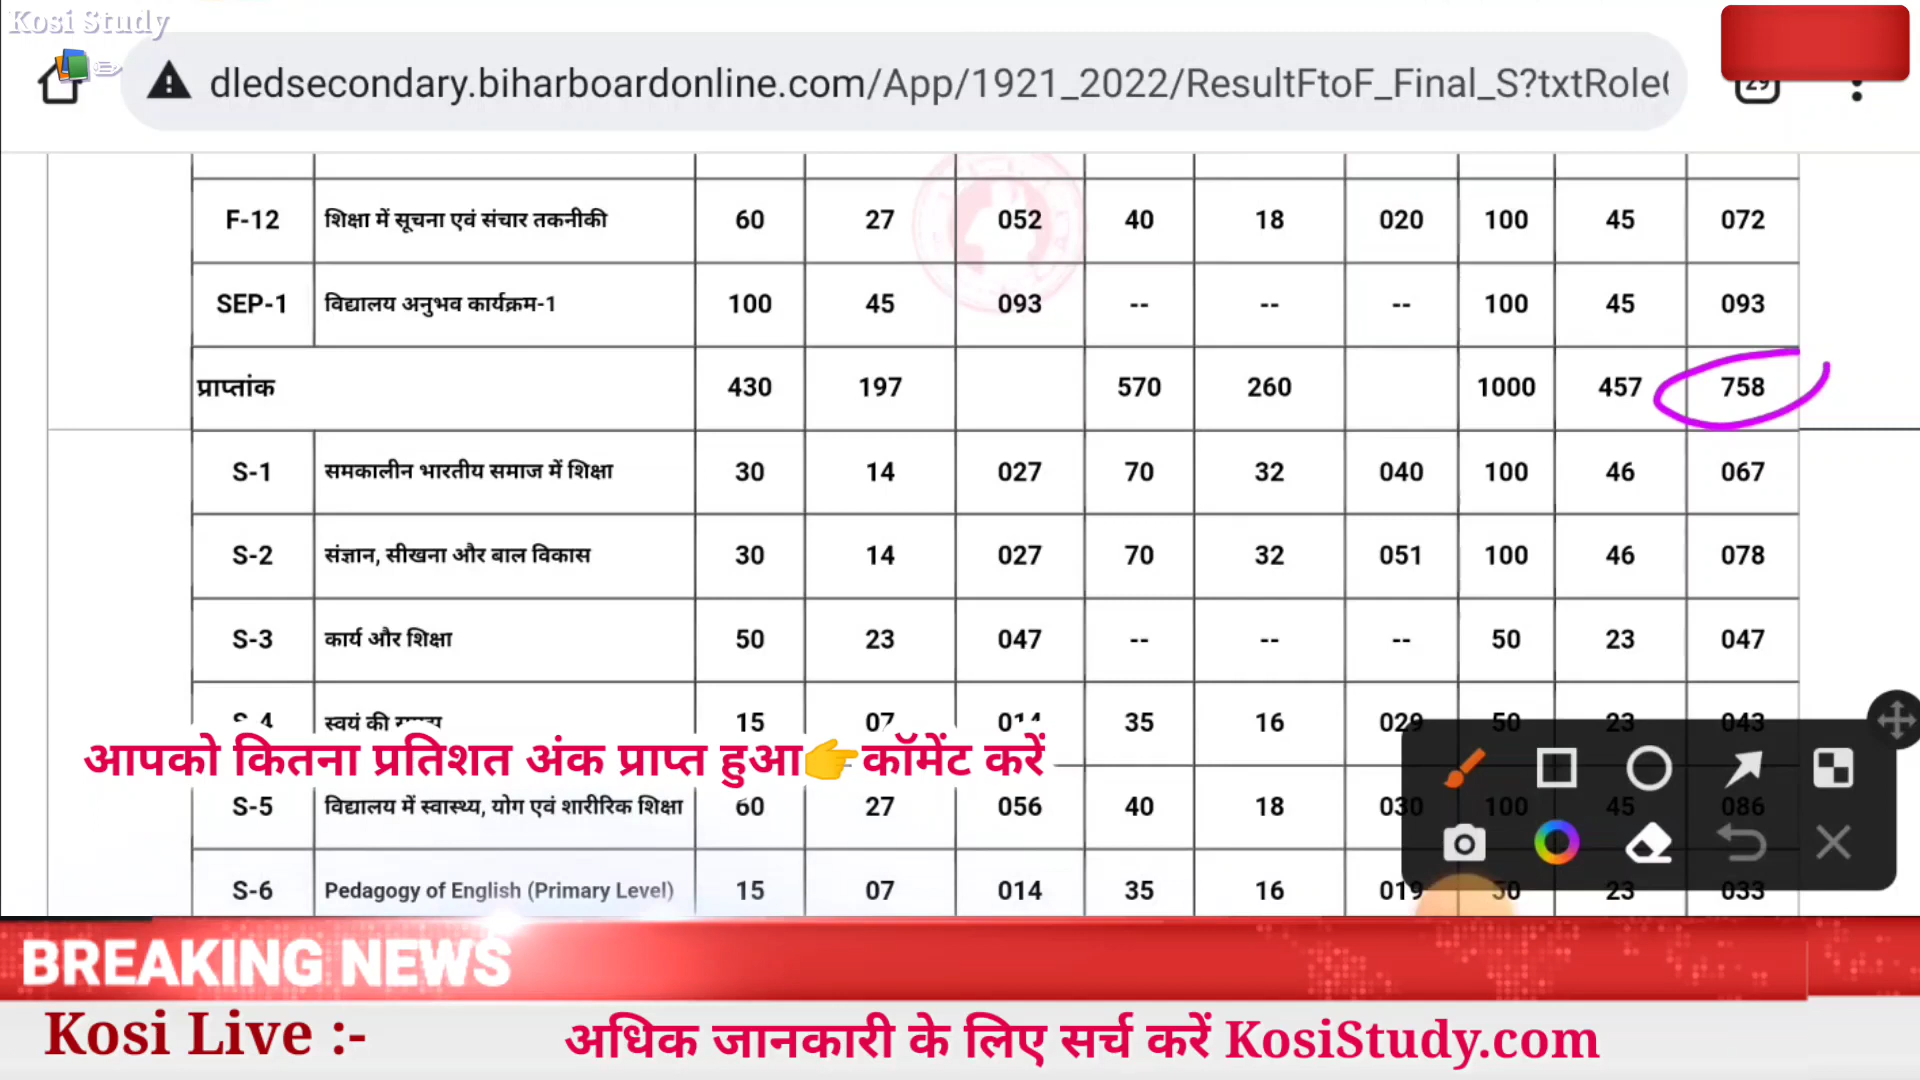 Kosi Study
dledsecondary.biharboardonline.com/App/1921_2022/ResultFtoF_Final_S?txtRole
29
F-12 शिक्षा में सूचना एवं संचार तकनीकी 60 27 052 40 18 020 100 45 072
SEP-1 विद्यालय अनुभव कार्यक्रम-1 100 45 093 -- -- -- 100 45 093
प्राप्तांक 430 197 570 260 1000 457 758
S-1 समकालीन भारतीय समाज में शिक्षा 30 14 027 70 32 040 100 46 067
S-2 संज्ञान, सीखना और बाल विकास 30 14 027 70 32 051 100 46 078
S-3 कार्य और शिक्षा 50 23 047 -- -- -- 50 23 047
S-4 स्वयं की 15 07 014 35 16 029 50 23 043
आपको कितना प्रतिशत अंक प्राप्त हुआ👉कॉमेंट करें
S-5 विद्यालय में स्वास्थ्य, योग एवं शारीरिक शिक्षा 60 27 056 40 18 030 100 45 086
S-6 Pedagogy of English (Primary Level) 15 07 014 35 16 019 50 23 033
BREAKING NEWS
Kosi Live :- अधिक जानकारी के लिए सर्च करें KosiStudy.com